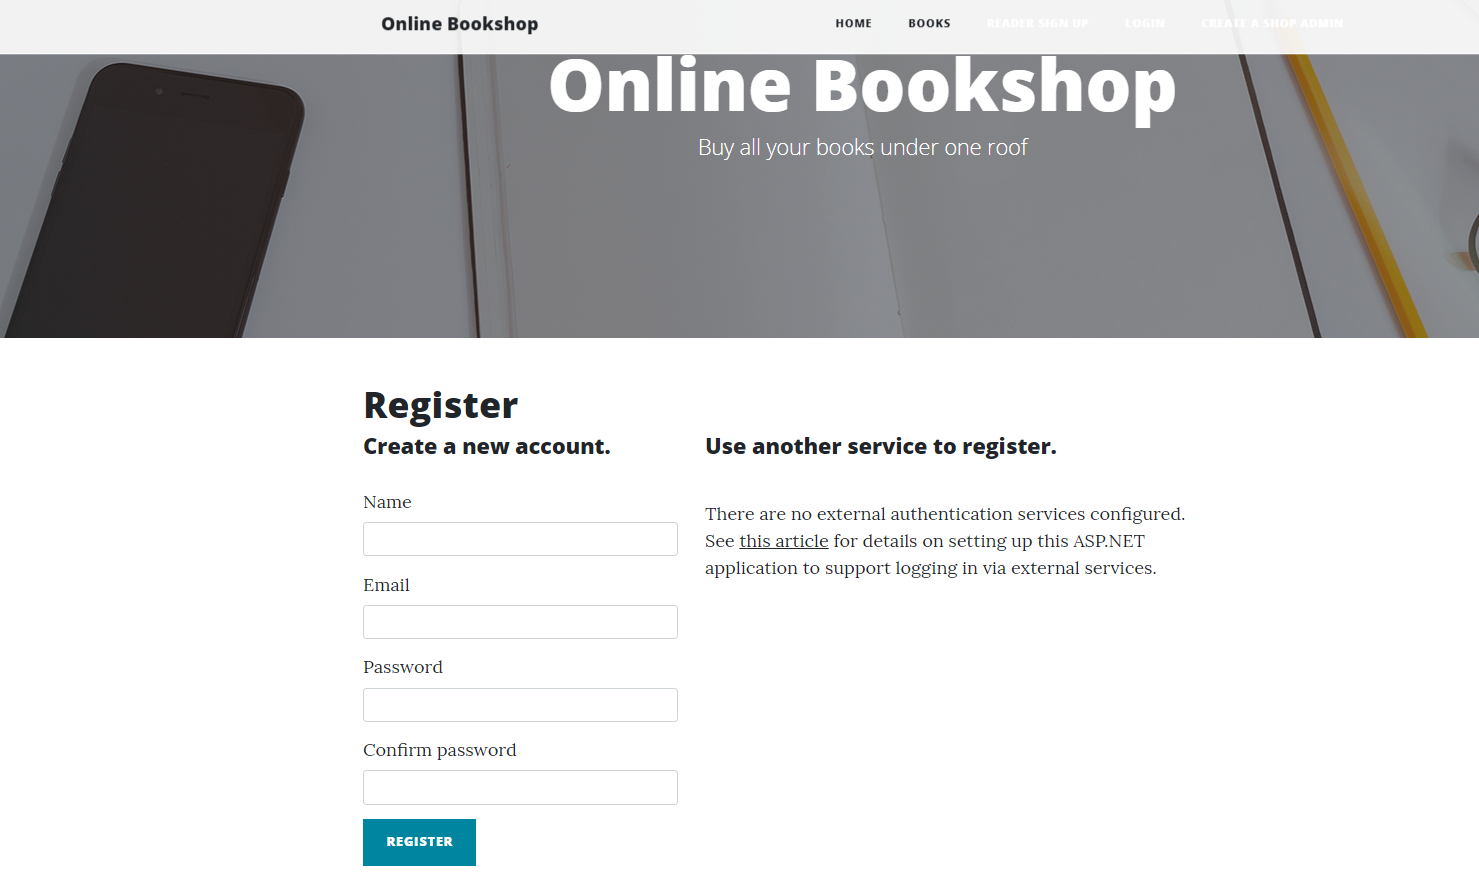 Online Bookshop
HOME BOOKS READER SIGN UP LOGIN CREATE A SHOP ADMIN
Online Bookshop
Buy all your books under one roof
Register
Create a new account.
Name
Email
Password
Confirm password
REGISTER
Use another service to register.
There are no external authentication services configured.
See this article for details on setting up this ASP.NET
application to support logging in via external services.